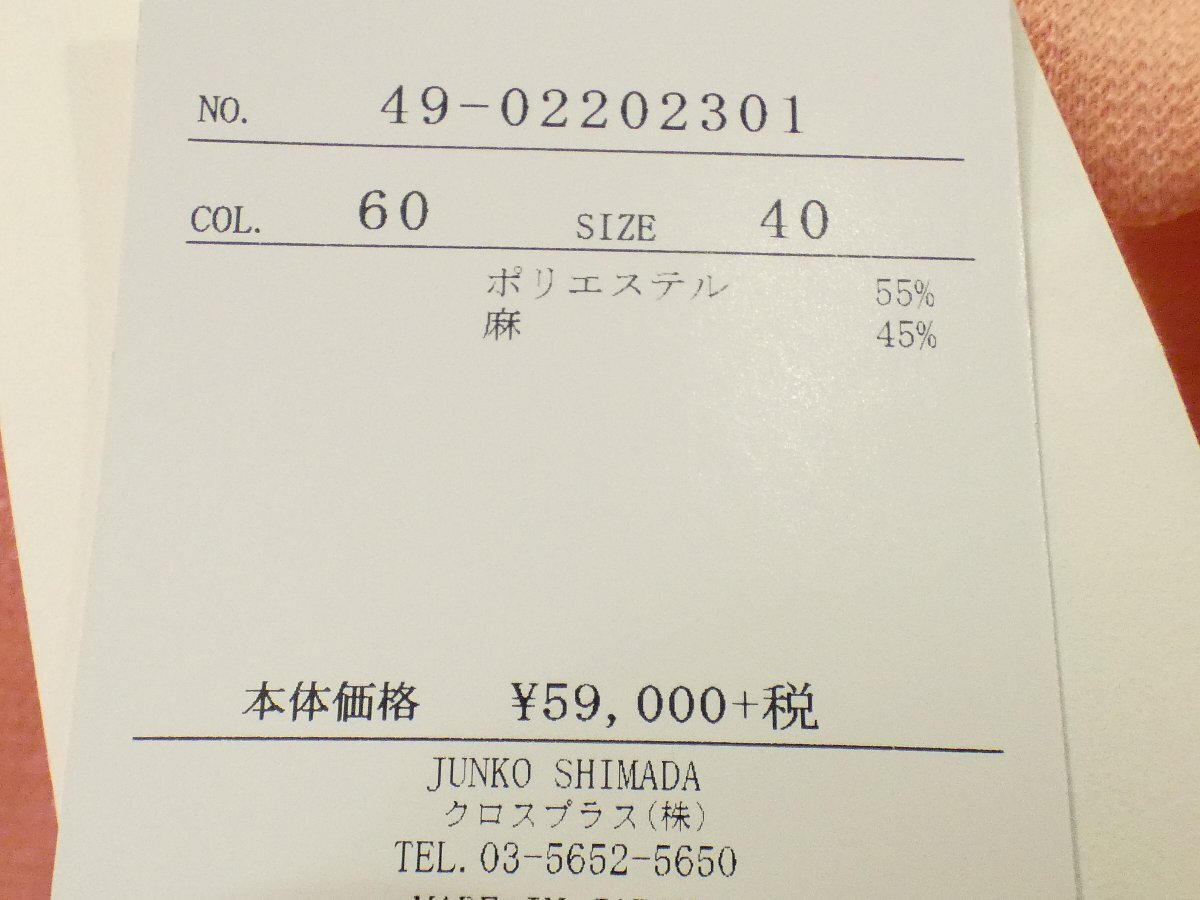 NO. 49-02202301
COL. 60 SIZE 40
ポリエステル 55%
麻 45%
本体価格 ¥59,000+税
JUNKO SHIMADA
クロスプラス(株)
TEL. 03-5652-5650